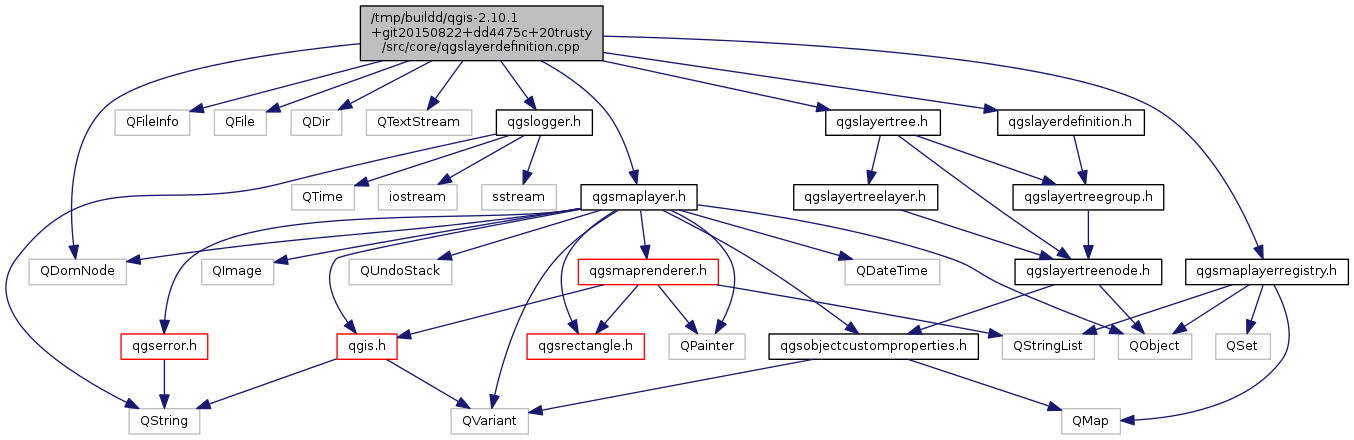 /tmp/buildd/qgis-2.10.1
+git20150822+dd4475c+20trusty
/src/core/qgslayerdefinition.cpp
QFileInfo
QFile
QDir
QTextStream
qgslogger.h
qgslayertree.h
qgslayerdefinition.h
QTime
iostream
sstream
qgsmaplayer.h
qgslayertreelayer.h
qgslayertreegroup.h
QDomNode
QImage
QUndoStack
qgsmaprenderer.h
QDateTime
qgslayertreenode.h
qgsmaplayerregistry.h
qgserror.h
qgis.h
qgsrectangle.h
QPainter
qgsobjectcustomproperties.h
QStringList
QObject
QSet
QString
QVariant
QMap